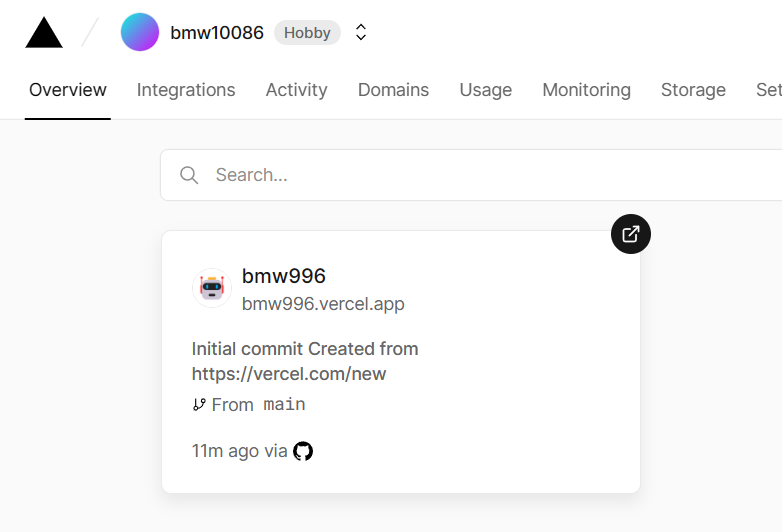 bmw10086 Hobby
Overview Integrations Activity Domains Usage Monitoring Storage Set
Search...
bmw996
bmw996.vercel.app
Initial commit Created from
https://vercel.com/new
From main
11m ago via